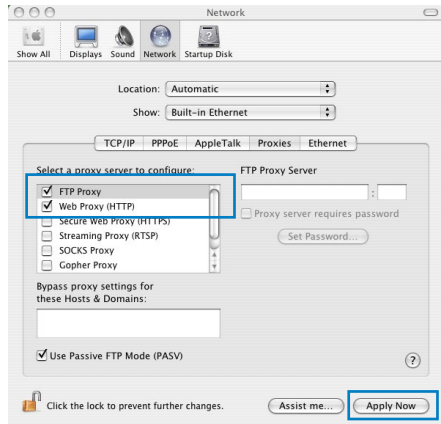 Network
Show All Displays Sound Network Startup Disk
Location: Automatic
Show: Built-in Ethernet
TCP/IP PPPoE AppleTalk Proxies Ethernet
Select a proxy server to configure: FTP Proxy Server
FTP Proxy :
Web Proxy (HTTP) Proxy server requires password
Secure Web Proxy (HTTPS)
Streaming Proxy (RTSP) Set Password...
SOCKS Proxy
Gopher Proxy
Bypass proxy settings for
these Hosts & Domains:
Use Passive FTP Mode (PASV) ?
Click the lock to prevent further changes. Assist me... Apply Now